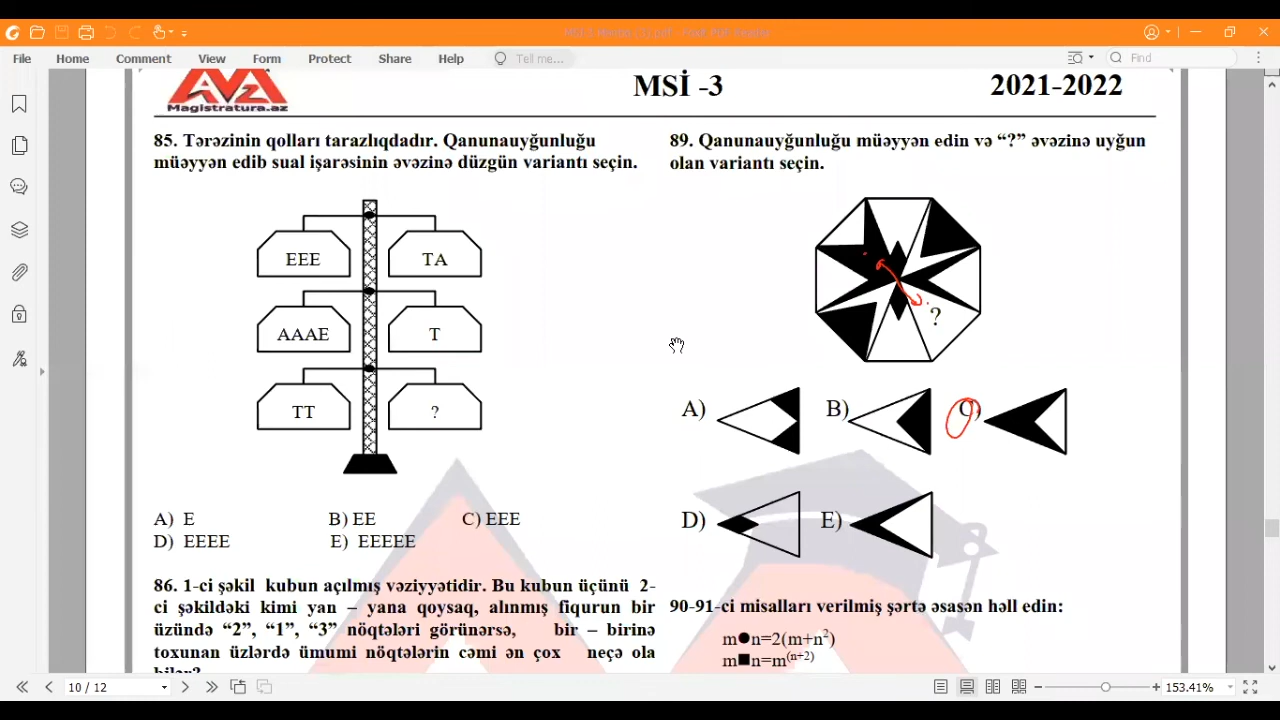 File Home Comment View Form Protect Share Help Tell me... Find
AVZ
Magistratura.az
MSİ -3
2021-2022
85. Tərəzinin qolları tarazlıqdadır. Qanunauyğunluğu
müəyyən edib sual işarəsinin əvəzinə düzgün variantı seçin.
EEE TA
AAAE T
TT ?
A) E B) EE C) EEE
D) EEEE E) EEEEE
86. 1-ci şəkil kubun açılmış vəziyyətidir. Bu kubun üçünü 2-
ci şəkildəki kimi yan – yana qoysaq, alınmış fiqurun bir
üzündə “2”, “1”, “3” nöqtələri görünərsə, bir – birinə
toxunan üzlərdə ümumi nöqtələrin cəmi ən çox neçə ola
bilər?
89. Qanunauyğunluğu müəyyən edin və “?” əvəzinə uyğun
olan variantı seçin.
?
A) B) C)
D) E)
90-91-ci misalları verilmiş şərtə əsasən həll edin:
m●n=2(m+n²)
m■n=m⁽ⁿ⁺²⁾
10 / 12
153.41%